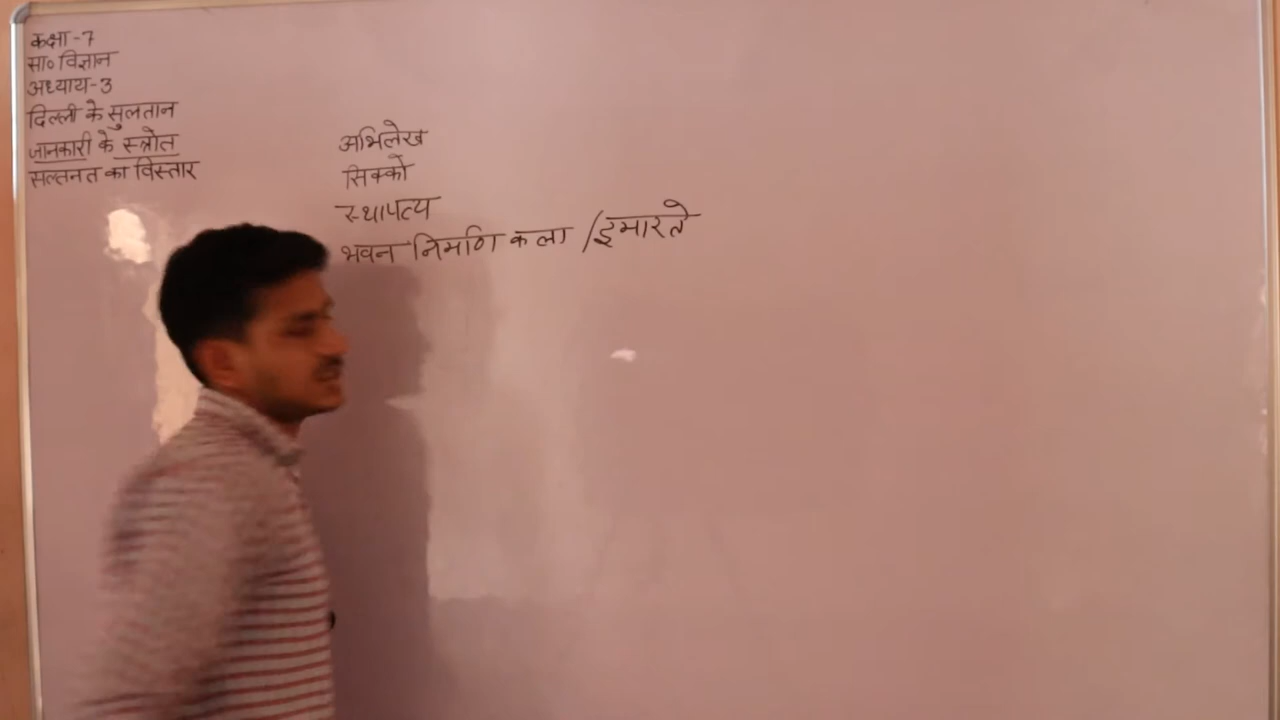 कक्षा-7
सा० विज्ञान
अध्याय-3
दिल्ली के सुलतान
जानकारी के स्त्रोत
सल्तनत का विस्तार
अभिलेख
सिक्को
स्थापत्य
भवन निर्माण कला /इमारते